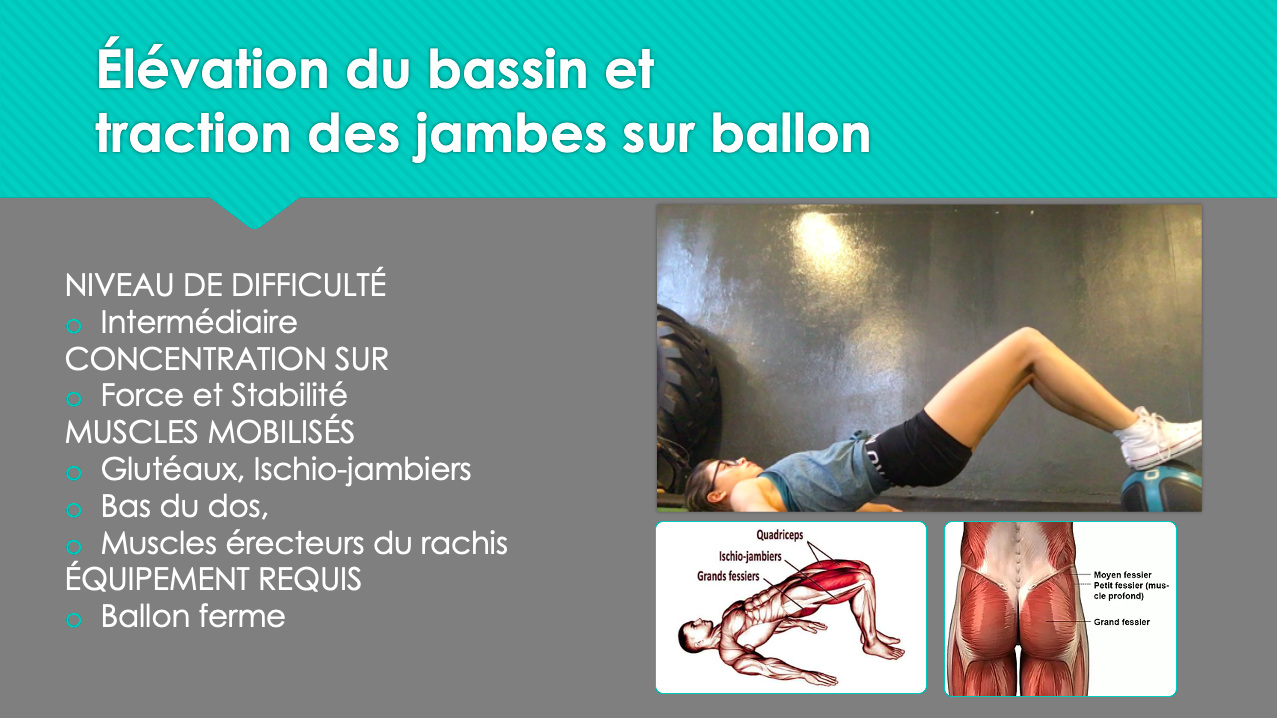 Élévation du bassin et
traction des jambes sur ballon
NIVEAU DE DIFFICULTÉ
o Intermédiaire
CONCENTRATION SUR
o Force et Stabilité
MUSCLES MOBILISÉS
o Glutéaux, Ischio-jambiers
o Bas du dos,
o Muscles érecteurs du rachis
ÉQUIPEMENT REQUIS
o Ballon ferme
Quadriceps
Ischio-jambiers
Grands fessiers
Moyen fessier
Petit fessier (mus-
cle profond)
Grand fessier